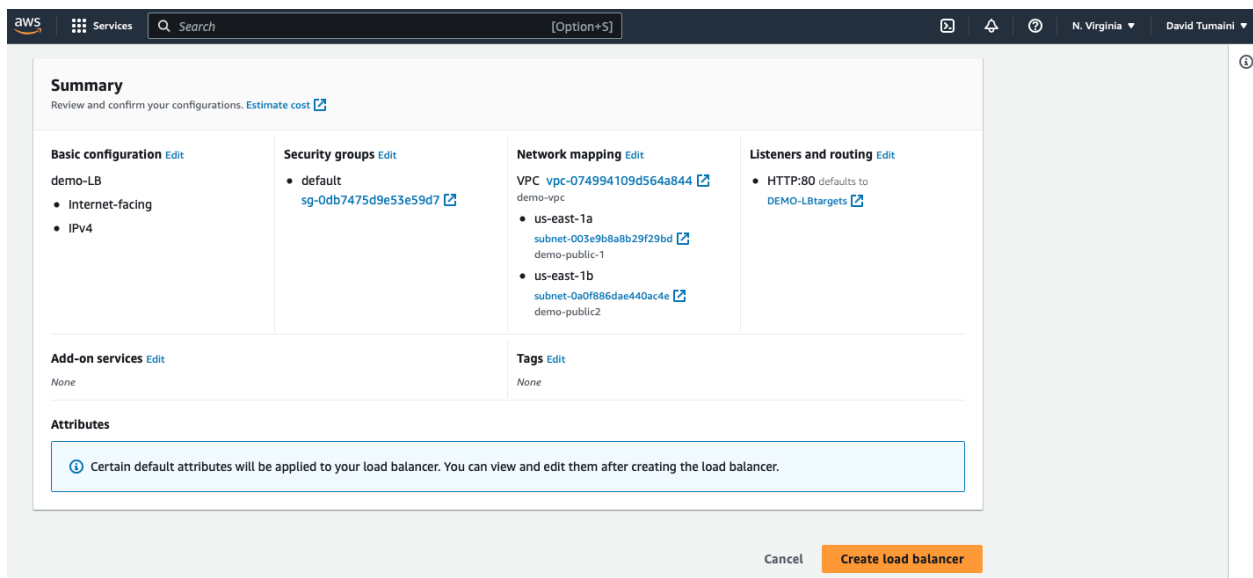 aws
Services
Search
[Option+S]
N. Virginia
David Tumaini
Summary
Review and confirm your configurations. Estimate cost
Basic configuration Edit
demo-LB
Internet-facing
IPv4
Security groups Edit
default
sg-0db7475d9e53e59d7
Network mapping Edit
VPC vpc-074994109d564a844
demo-vpc
us-east-1a
subnet-003e9b8a8b29f29bd
demo-public-1
us-east-1b
subnet-0a0f886dae440ac4e
demo-public2
Listeners and routing Edit
HTTP:80 defaults to
DEMO-LBtargets
Add-on services Edit
None
Tags Edit
None
Attributes
Certain default attributes will be applied to your load balancer. You can view and edit them after creating the load balancer.
Cancel
Create load balancer